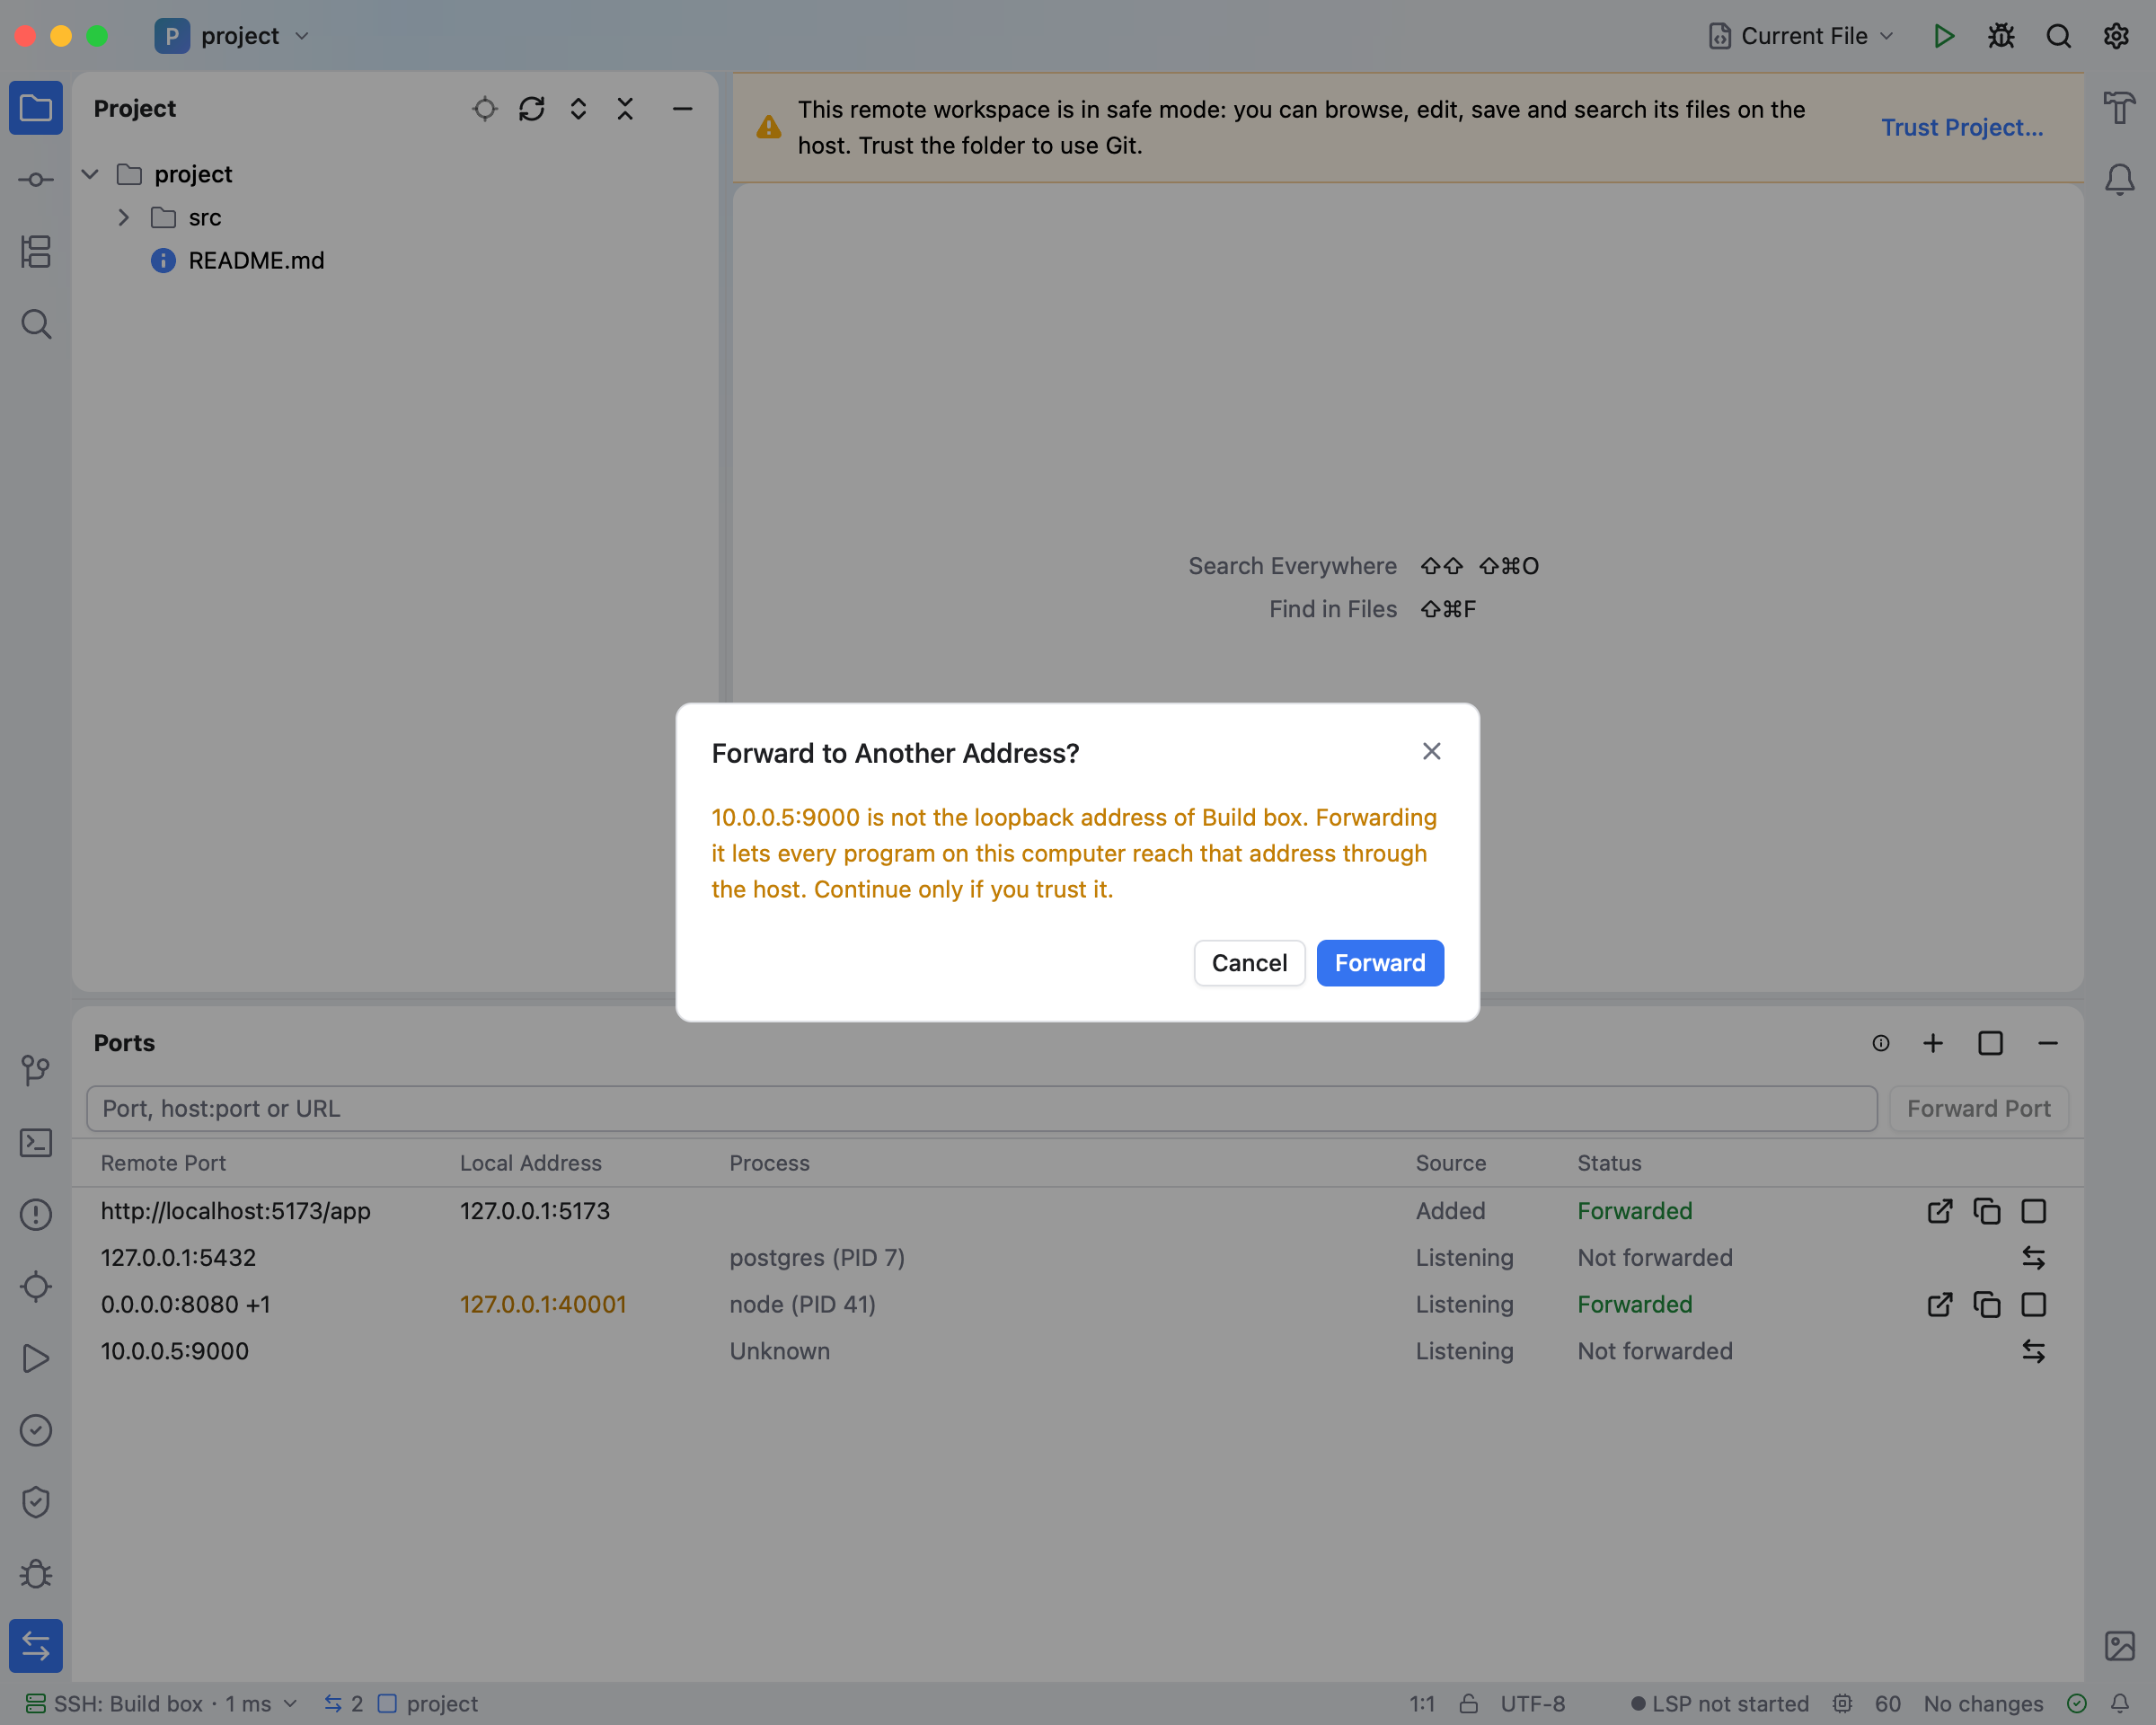 P project
Current File
Project
This remote workspace is in safe mode: you can browse, edit, save and search its files on the
host. Trust the folder to use Git.
Trust Project...
project
src
README.md
Search Everywhere ⇧⇧ ⇧⌘O
Find in Files ⇧⌘F
Forward to Another Address?
10.0.0.5:9000 is not the loopback address of Build box. Forwarding
it lets every program on this computer reach that address through
the host. Continue only if you trust it.
Cancel Forward
Ports
Port, host:port or URL Forward Port
Remote Port Local Address Process Source Status
http://localhost:5173/app 127.0.0.1:5173 Added Forwarded
127.0.0.1:5432 postgres (PID 7) Listening Not forwarded
0.0.0.0:8080 +1 127.0.0.1:40001 node (PID 41) Listening Forwarded
10.0.0.5:9000 Unknown Listening Not forwarded
SSH: Build box · 1 ms 2 project 1:1 UTF-8 LSP not started 60 No changes